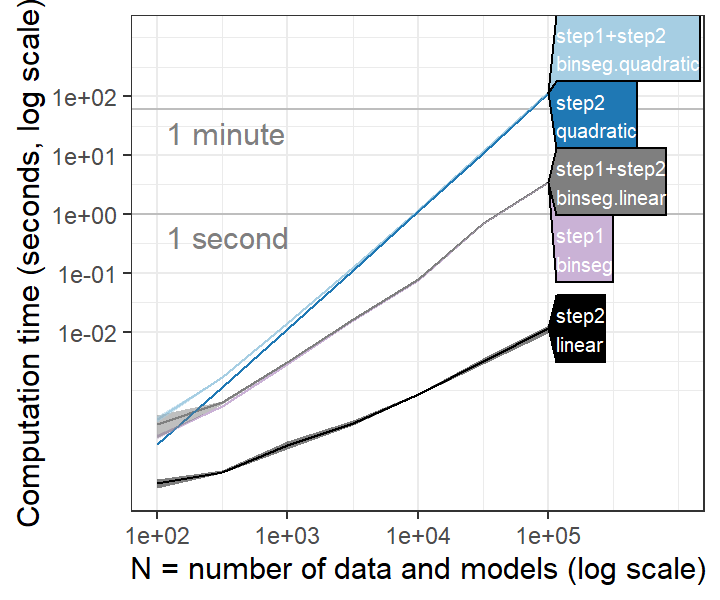 Computation time (seconds, log scale)
1e+02
1e+01
1e+00
1e-01
1e-02
1 minute
1 second
step1+step2
binseg.quadratic
step2
quadratic
step1+step2
binseg.linear
step1
binseg
step2
linear
1e+02
1e+03
1e+04
1e+05
N = number of data and models (log scale)